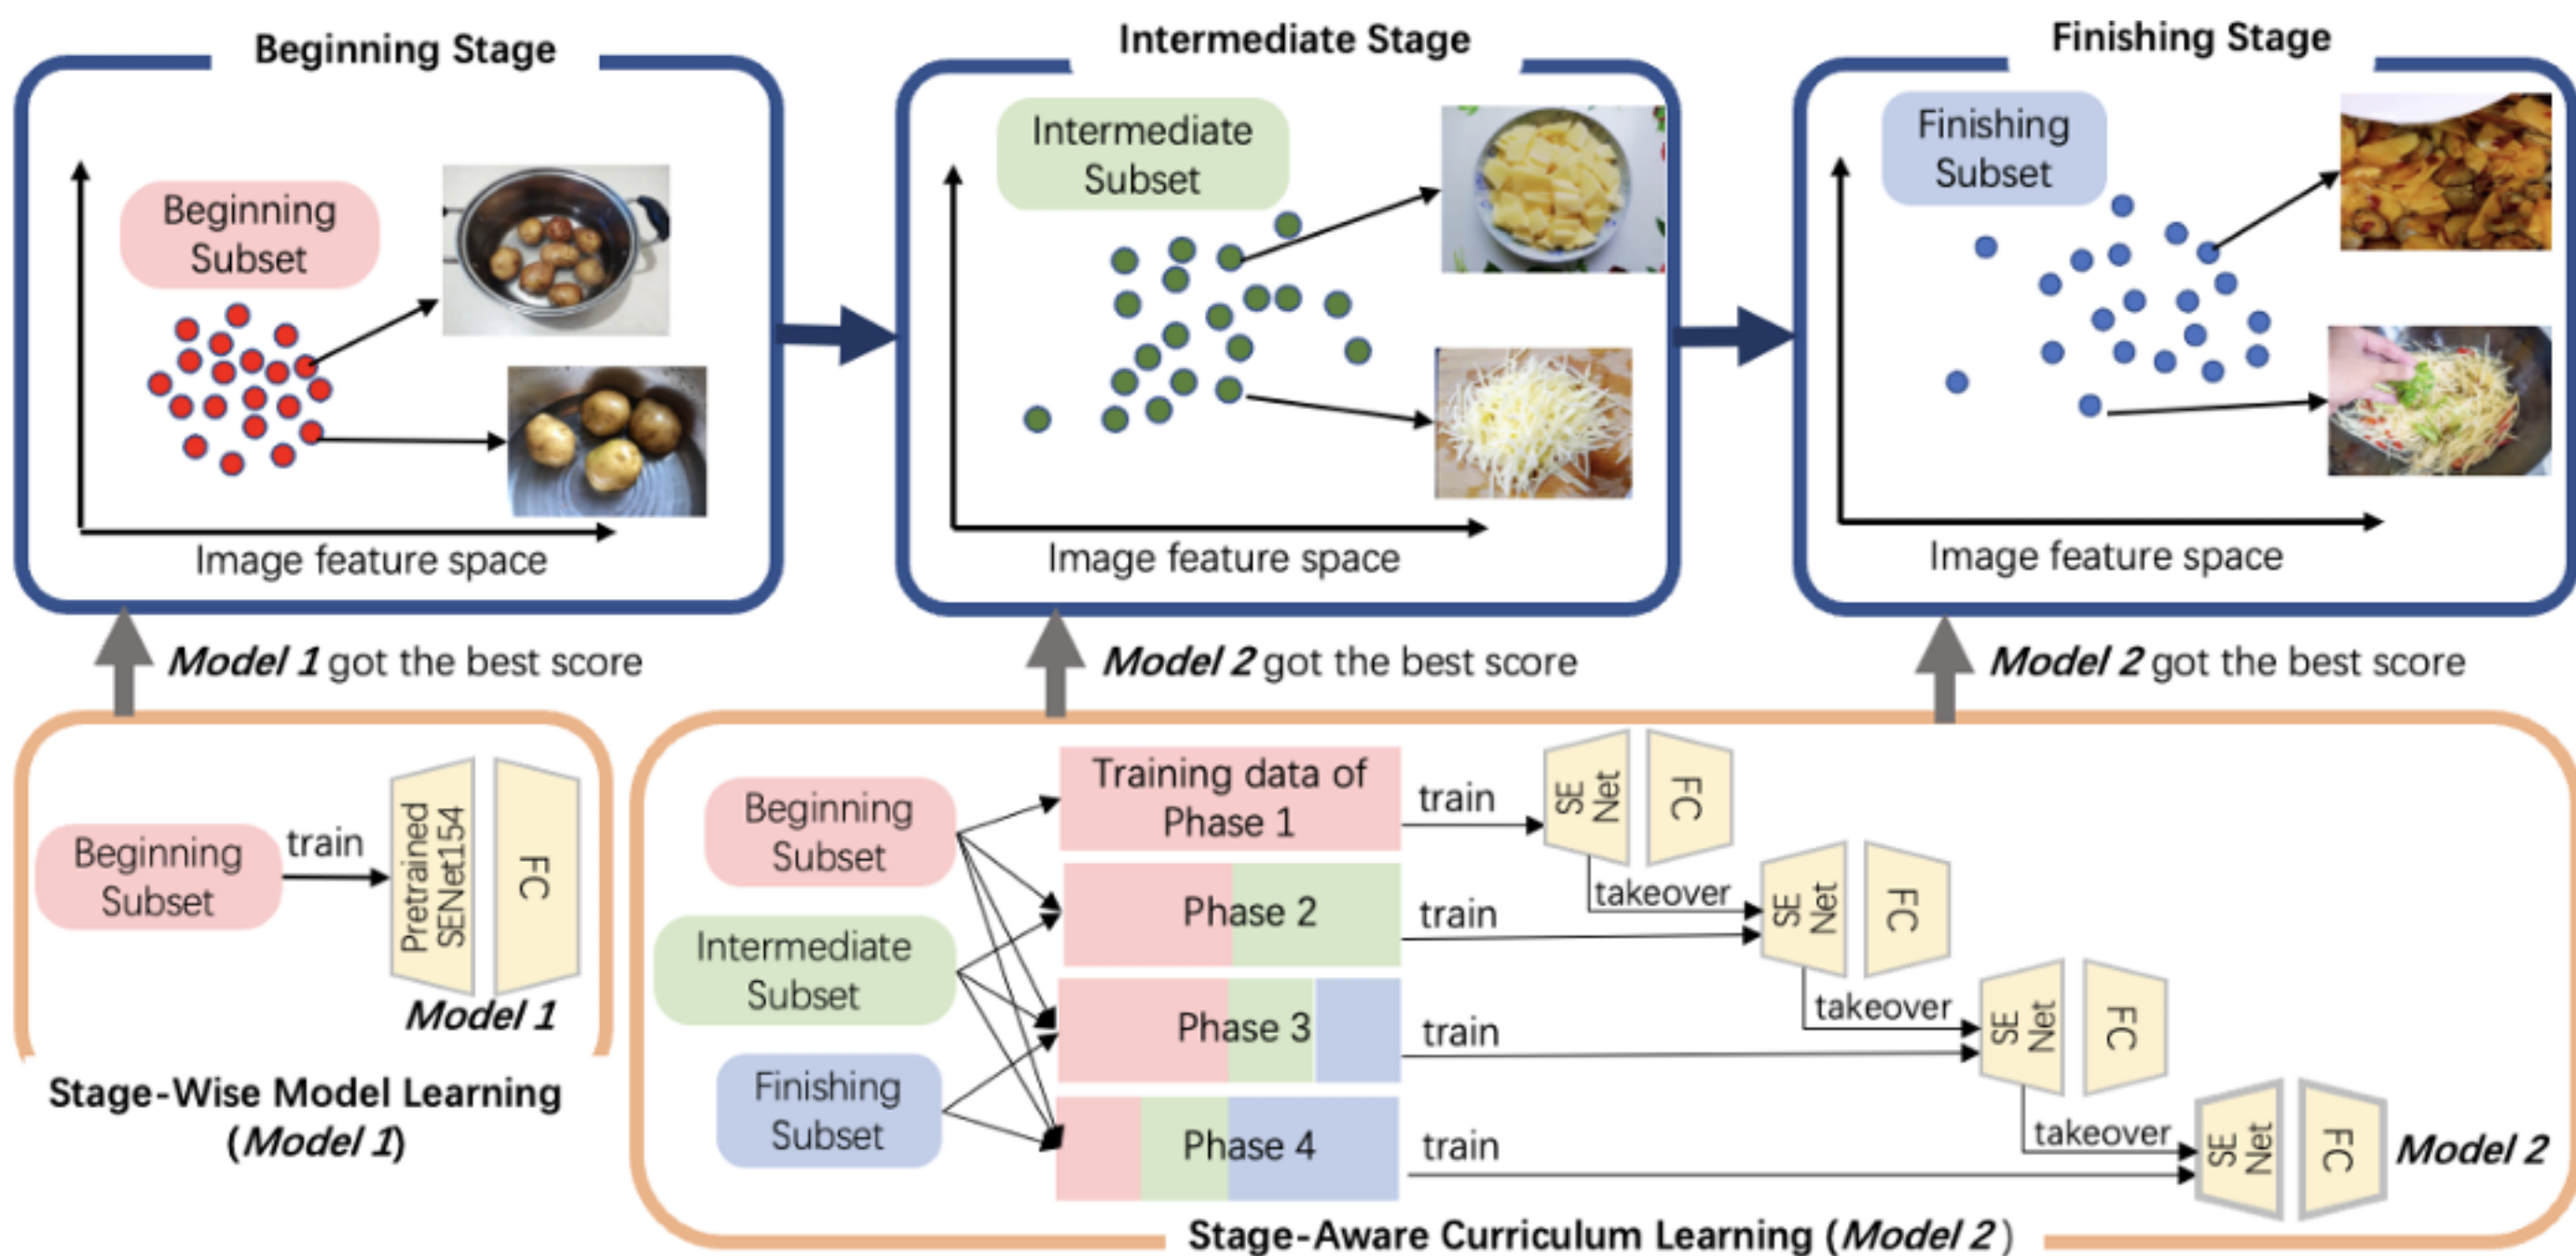 Beginning Stage
Intermediate Stage
Finishing Stage
Beginning
Subset
Image feature space
Intermediate
Subset
Image feature space
Finishing
Subset
Image feature space
Model 1 got the best score
Model 2 got the best score
Model 2 got the best score
Beginning
Subset
train
Pretrained
SENet154
FC
Model 1
Stage-Wise Model Learning
(Model 1)
Beginning
Subset
Intermediate
Subset
Finishing
Subset
Training data of
Phase 1
Phase 2
Phase 3
Phase 4
train
SE
Net
FC
takeover
train
SE
Net
FC
takeover
train
SE
Net
FC
takeover
train
SE
Net
FC
Model 2
Stage-Aware Curriculum Learning (Model 2)